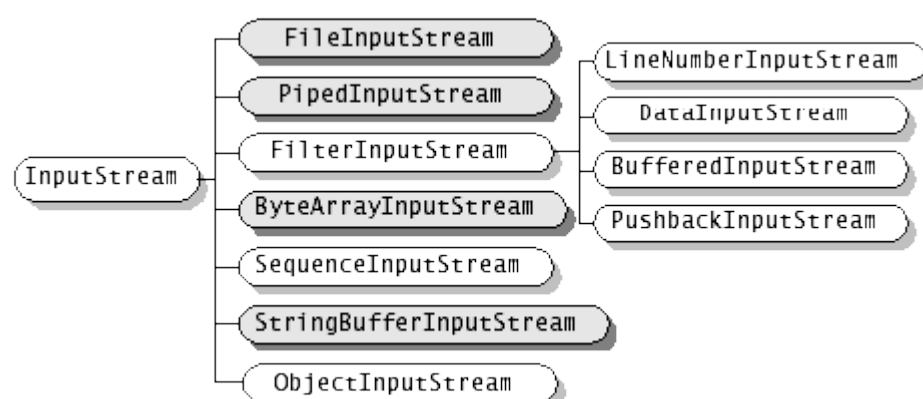 InputStream
FileInputStream
PipedInputStream
FilterInputStream
ByteArrayInputStream
SequenceInputStream
StringBufferInputStream
ObjectInputStream
LineNumberInputStream
DataInputStream
BufferedInputStream
PushbackInputStream